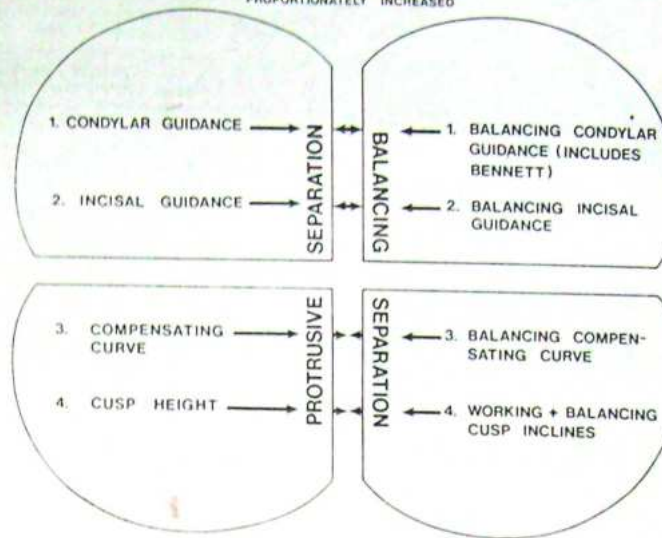 PROPORTIONATELY INCREASED
1. CONDYLAR GUIDANCE
2. INCISAL GUIDANCE
SEPARATION
BALANCING
1. BALANCING CONDYLAR
GUIDANCE (INCLUDES
BENNETT)
2. BALANCING INCISAL
GUIDANCE
3. COMPENSATING
CURVE
4. CUSP HEIGHT
PROTRUSIVE
SEPARATION
3. BALANCING COMPEN-
SATING CURVE
4. WORKING + BALANCING
CUSP INCLINES